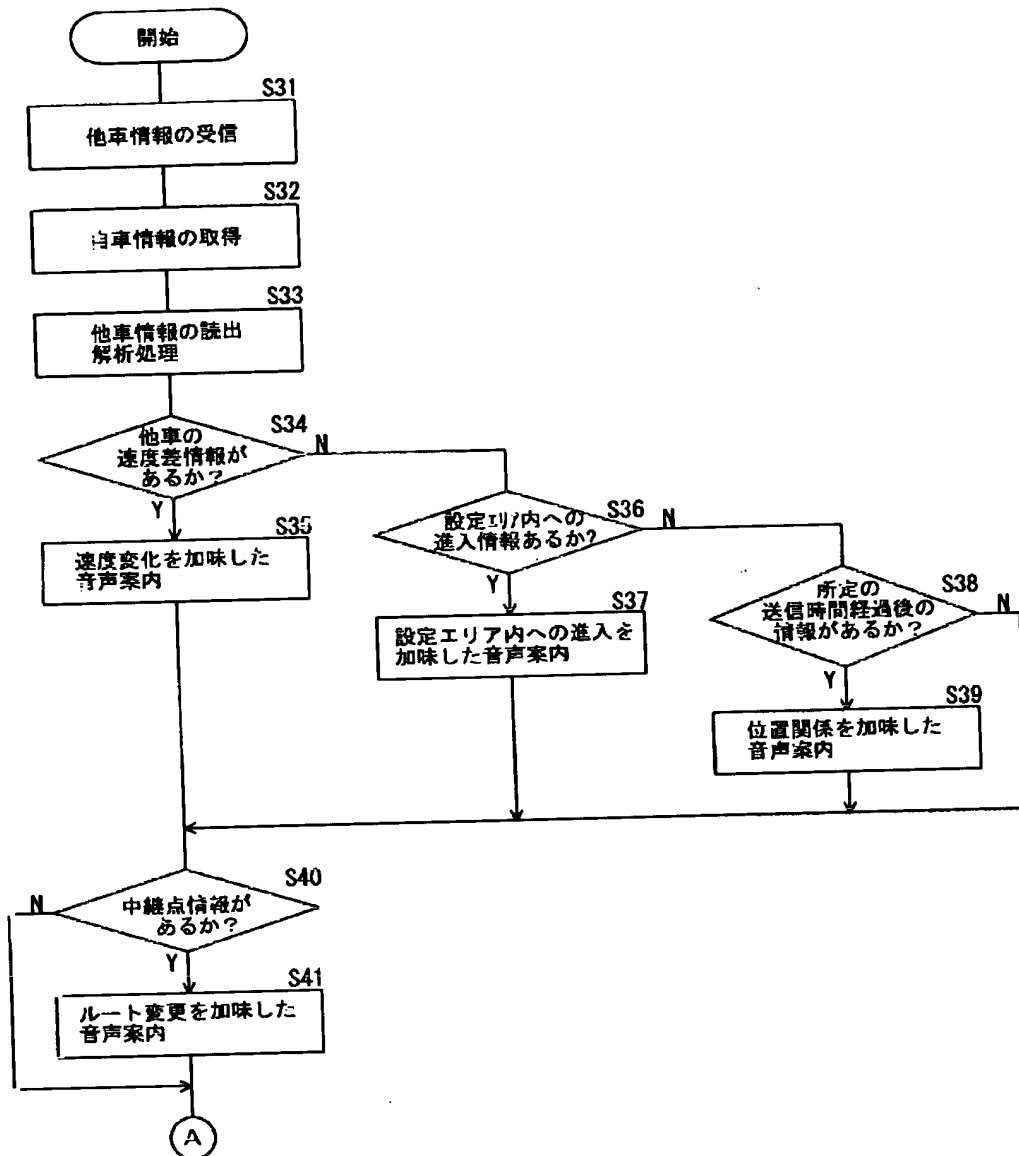 開始
S31
他車情報の受信
S32
自車情報の取得
S33
他車情報の読出
解析処理
S34
他車の
速度差情報が
あるか?
N
Y
S35
速度変化を加味した
音声案内
S36
設定エリア内への
進入情報あるか?
N
Y
S37
設定エリア内への進入を
加味した音声案内
S38
所定の
送信時間経過後の
情報があるか?
N
Y
S39
位置関係を加味した
音声案内
S40
中継点情報が
あるか?
N
Y
S41
ルート変更を加味した
音声案内
A